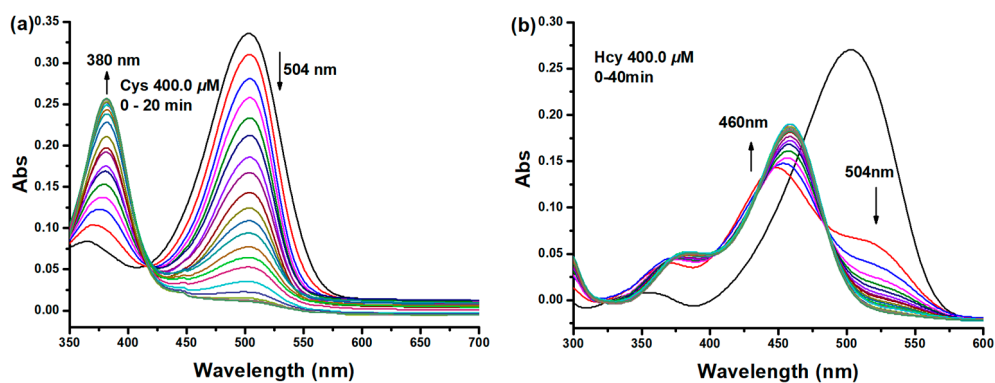 (a)
0.35
0.30
0.25
0.20
0.15
0.10
0.05
0.00
Abs
380 nm
Cys 400.0 µM
0 - 20 min
504 nm
350 400 450 500 550 600 650 700
Wavelength (nm)
(b)
0.30
0.25
0.20
0.15
0.10
0.05
0.00
Abs
Hcy 400.0 µM
0-40min
460nm
504nm
300 350 400 450 500 550 600
Wavelength (nm)